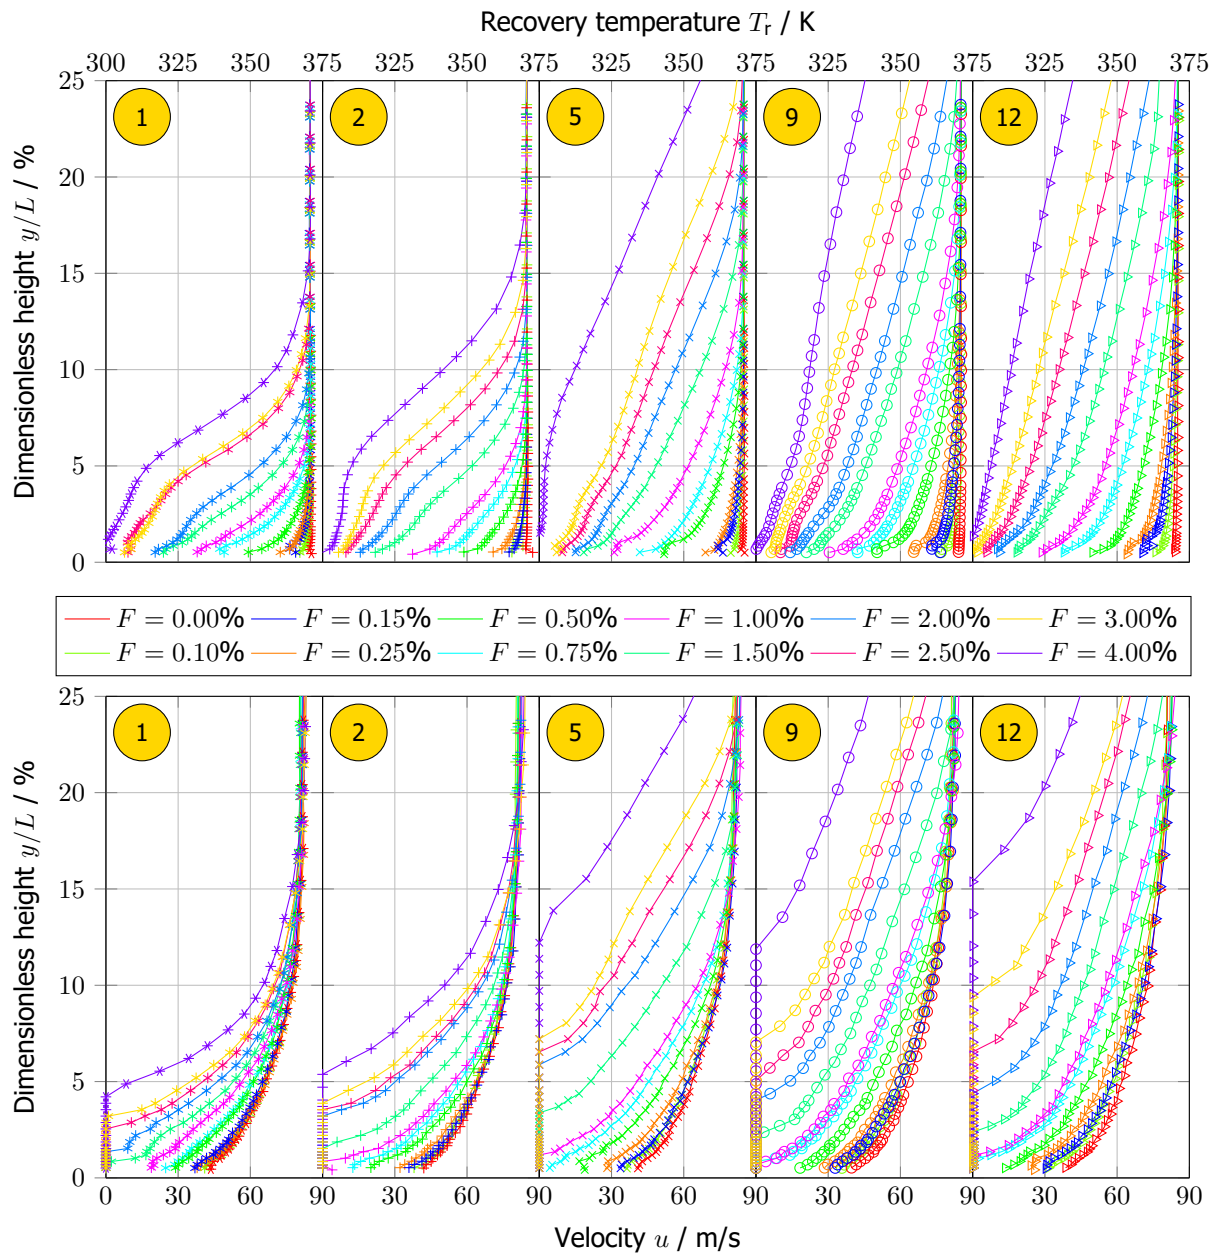 Recovery temperature T_r / K
300 325 350 375 325 350 375 325 350 375 325 350 375 325 350 375
25
20
15
10
5
0
Dimensionless height y/L / %
1 2 5 9 12
F = 0.00% F = 0.15% F = 0.50% F = 1.00% F = 2.00% F = 3.00%
F = 0.10% F = 0.25% F = 0.75% F = 1.50% F = 2.50% F = 4.00%
25
20
15
10
5
0
Dimensionless height y/L / %
1 2 5 9 12
0 30 60 90 30 60 90 30 60 90 30 60 90 30 60 90
Velocity u / m/s